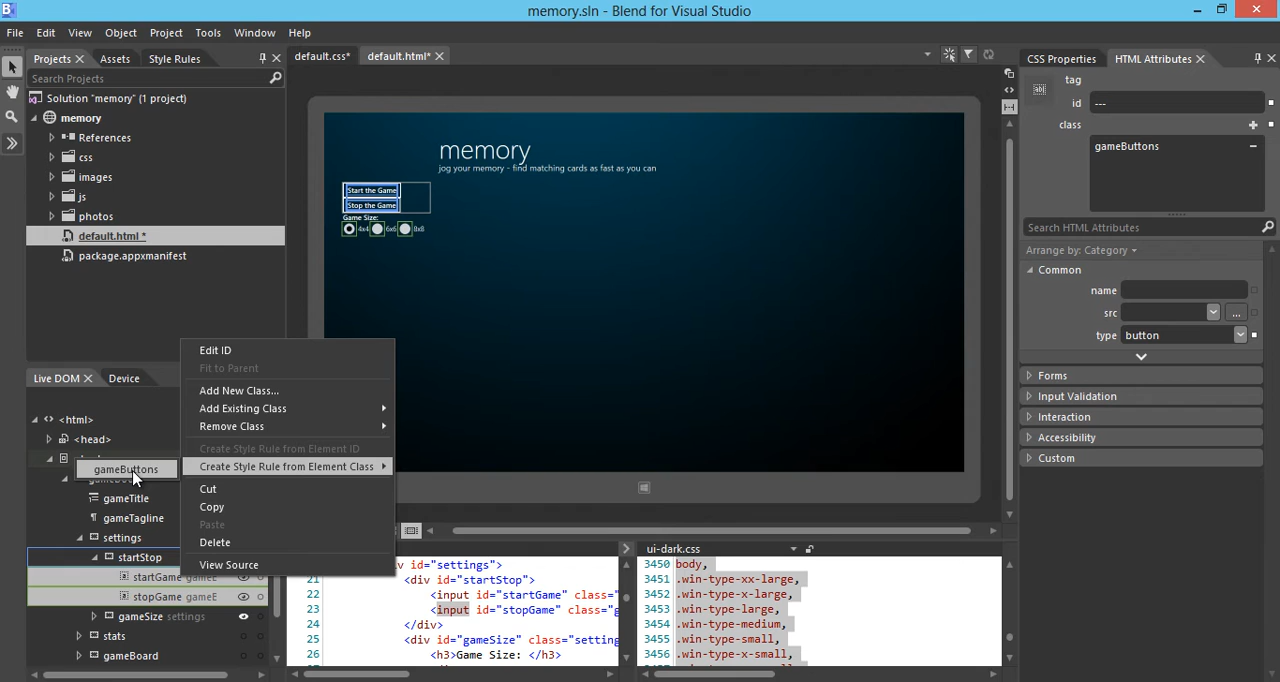 memory.sln - Blend for Visual Studio
File Edit View Object Project Tools Window Help
Projects Assets Style Rules
Search Projects
Solution "memory" (1 project)
memory
References
css
images
js
photos
default.html *
package.appxmanifest
default.css* default.html*
memory
jog your memory - find matching cards as fast as you can
Start the Game
Stop the Game
Game Size:
4x4 6x6 8x8
CSS Properties HTML Attributes
tag
id ---
class
gameButtons
Search HTML Attributes
Arrange by: Category
Common
name
src ...
type button
Forms
Interaction
Validation
Accessibility
Custom
Live DOM Device
<html>
<head>
gameButtons
gameTitle
gameTagline
settings
startStop
startGame gameE
stopGame gameE
gameSize settings
stats
gameBoard
Edit ID
Fit to Parent
Add New Class...
Add Existing Class
Remove Class
Create Style Rule from Element ID
Create Style Rule from Element Class
Cut
Copy
Paste
Delete
View Source
iv id="settings">
21 <div id="startStop">
22 <input id="startGame" class="
23 <input id="stopGame" class="g
24 </div>
25 <div id="gameSize" class="settin
26 <h3>Game Size: </h3>
ui-dark.css
3450 body,
3451 .win-type-xx-large,
3452 .win-type-x-large,
3453 .win-type-large,
3454 .win-type-medium,
3455 .win-type-small,
3456 .win-type-x-small,